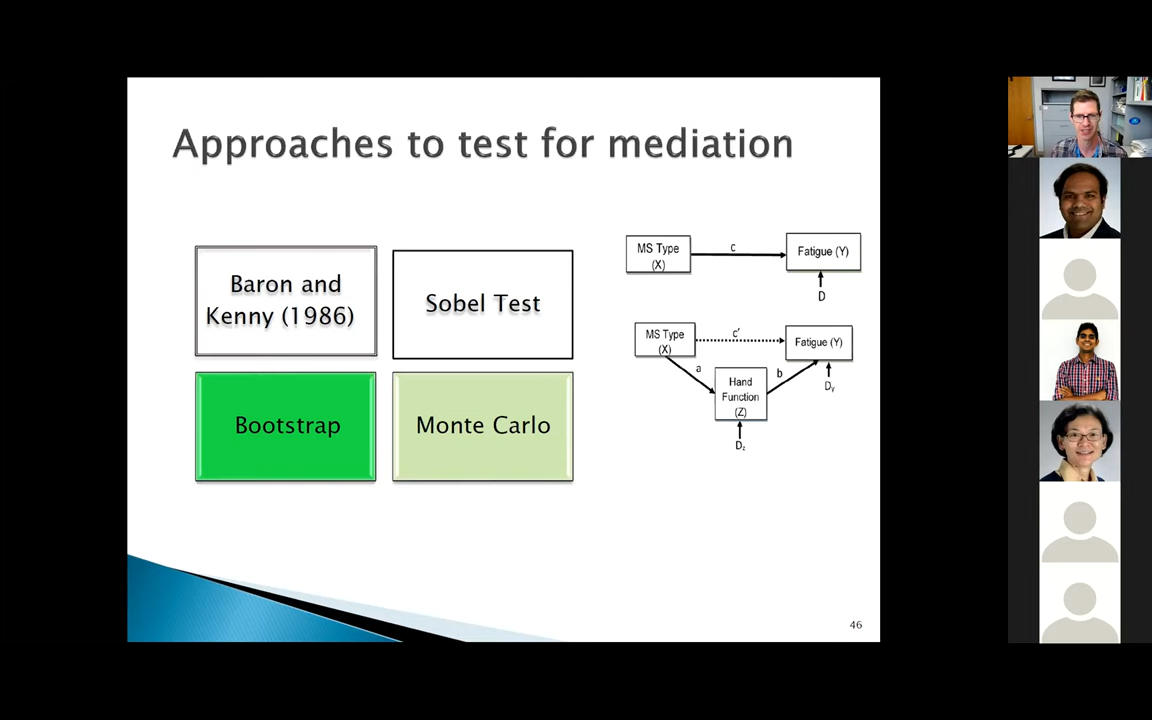 Approaches to test for mediation
Baron and
Kenny (1986)
Sobel Test
Bootstrap
Monte Carlo
MS Type
(X)
c
Fatigue (Y)
D
MS Type
(X)
c'
Fatigue (Y)
a
b
Hand
Function
(Z)
Dy
Dz
46